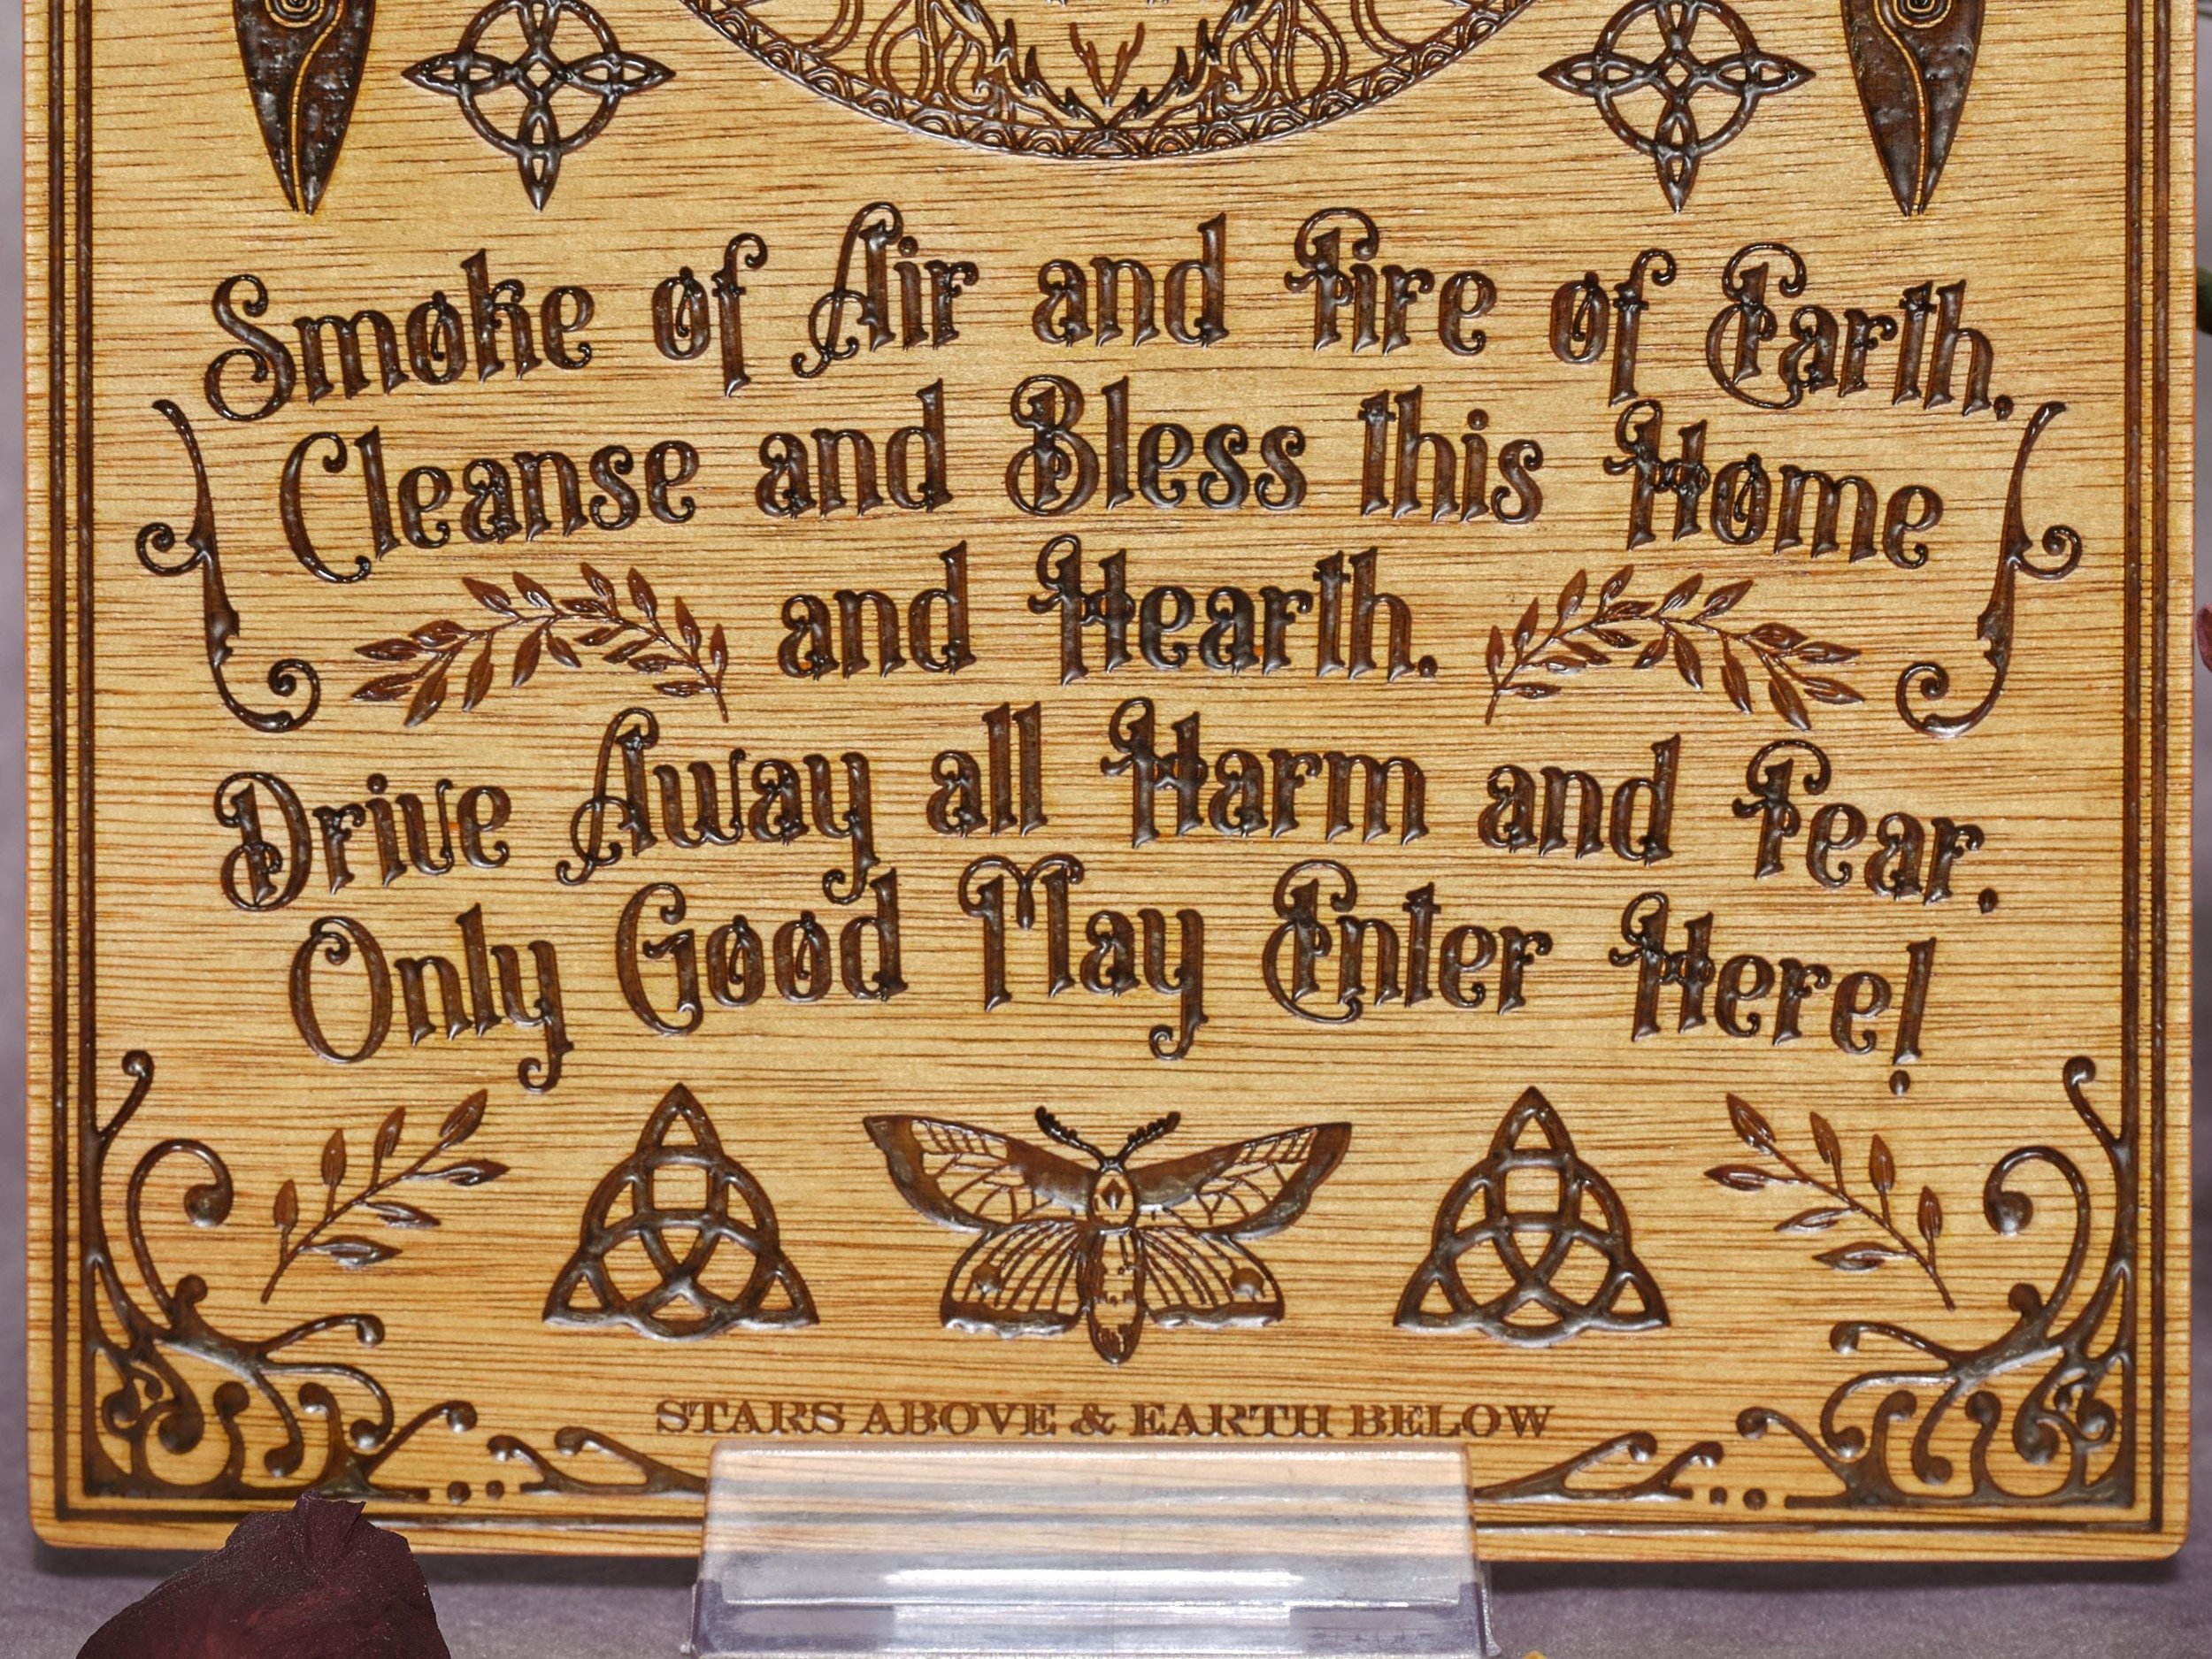 Smoke of Air and Fire of Earth,
Cleanse and Bless this Home
and Hearth.
Drive Away all Harm and Fear.
Only Good May Enter Here!
STARS ABOVE & EARTH BELOW